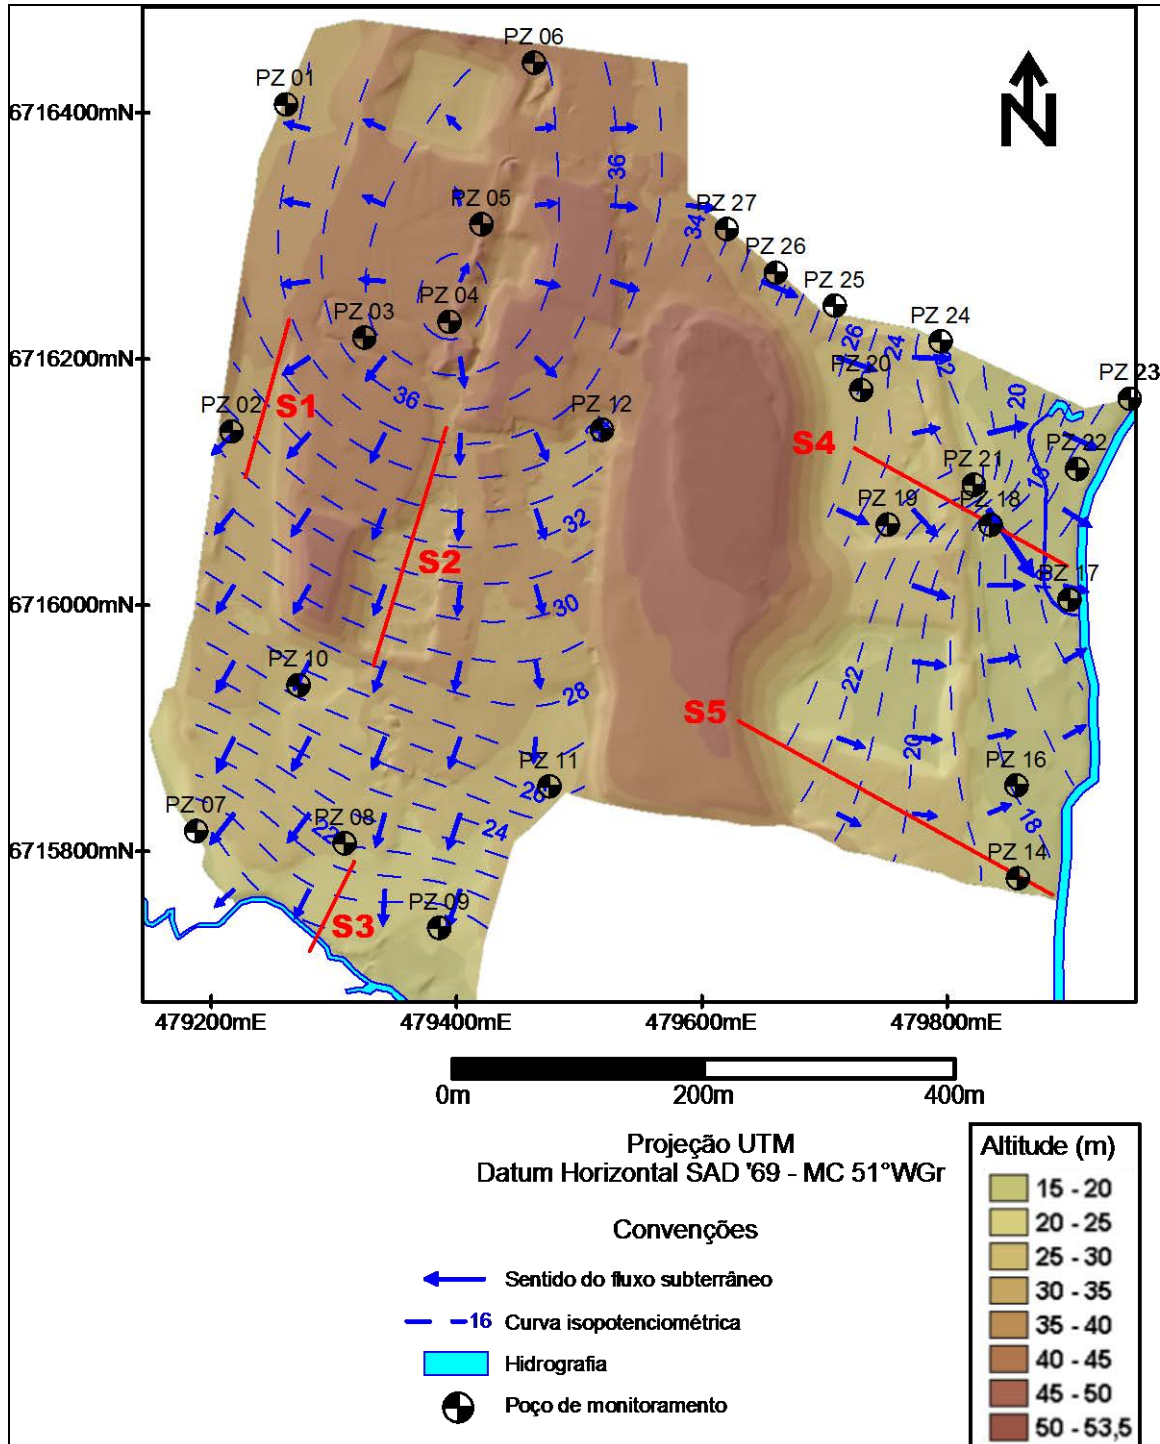 PZ 06
PZ 01
6716400mN
N
36
PZ 05
PZ 27
34
PZ 26
PZ 25
PZ 04
PZ 03
26
24
PZ 24
6716200mN
PZ 20
22
PZ 23
36
20
S1
PZ 02
PZ 12
S4
PZ 22
PZ 21
16
PZ 19
PZ 18
32
S2
PZ 17
6716000mN
30
PZ 10
28
22
S5
20
PZ 11
PZ 16
26
PZ 07
PZ 08
22
24
18
6715800mN
PZ 14
PZ 09
S3
479200mE
479400mE
479600mE
479800mE
0m
200m
400m
Projeção UTM
Datum Horizontal SAD '69 - MC 51°WGr
Convenções
Sentido do fluxo subterrâneo
16 Curva isopotenciométrica
Hidrografia
Poço de monitoramento
Altitude (m)
15 - 20
20 - 25
25 - 30
30 - 35
35 - 40
40 - 45
45 - 50
50 - 53,5